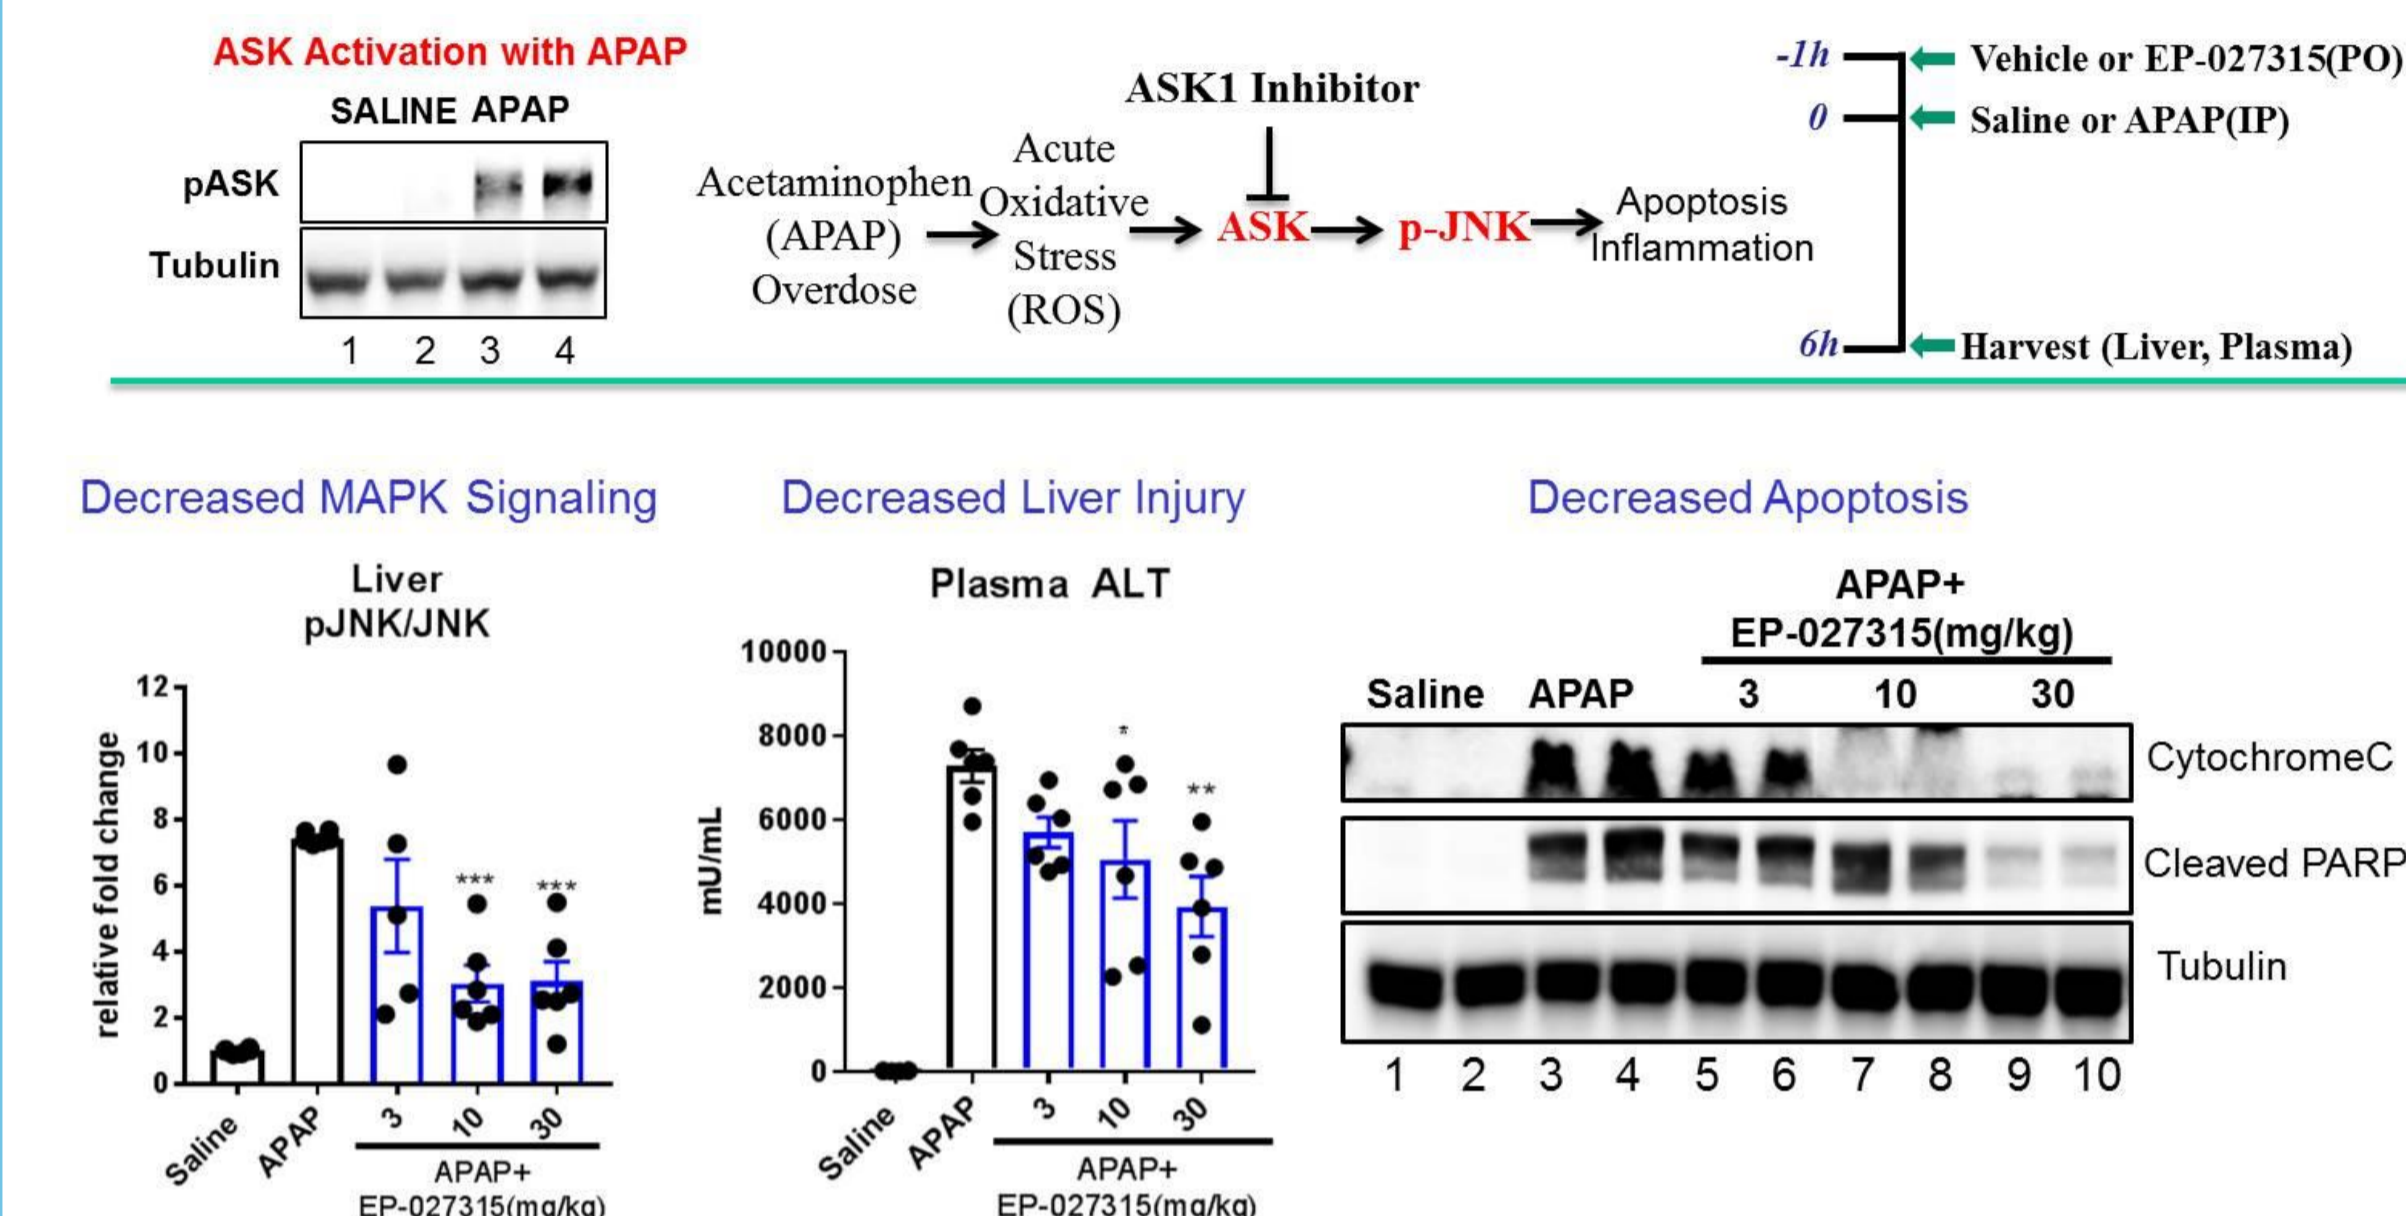 ASK Activation with APAP
SALINE APAP
pASK
Tubulin
1 2 3 4
Acetaminophen
(APAP)
Overdose
Acute
Oxidative
Stress
(ROS)
ASK1 Inhibitor
ASK
p-JNK
Apoptosis
Inflammation
-1h Vehicle or EP-027315(PO)
0 Saline or APAP(IP)
6h Harvest (Liver, Plasma)
Decreased MAPK Signaling
Liver
pJNK/JNK
relative fold change
12
10
8
6
4
2
0
***
***
Saline APAP 3 10 30
APAP+
EP-027315(mg/kg)
Decreased Liver Injury
Plasma ALT
mU/mL
10000
8000
6000
4000
2000
0
*
**
Saline APAP 3 10 30
APAP+
EP-027315(mg/kg)
Decreased Apoptosis
APAP+
EP-027315(mg/kg)
Saline APAP 3 10 30
CytochromeC
Cleaved PARP
Tubulin
1 2 3 4 5 6 7 8 9 10